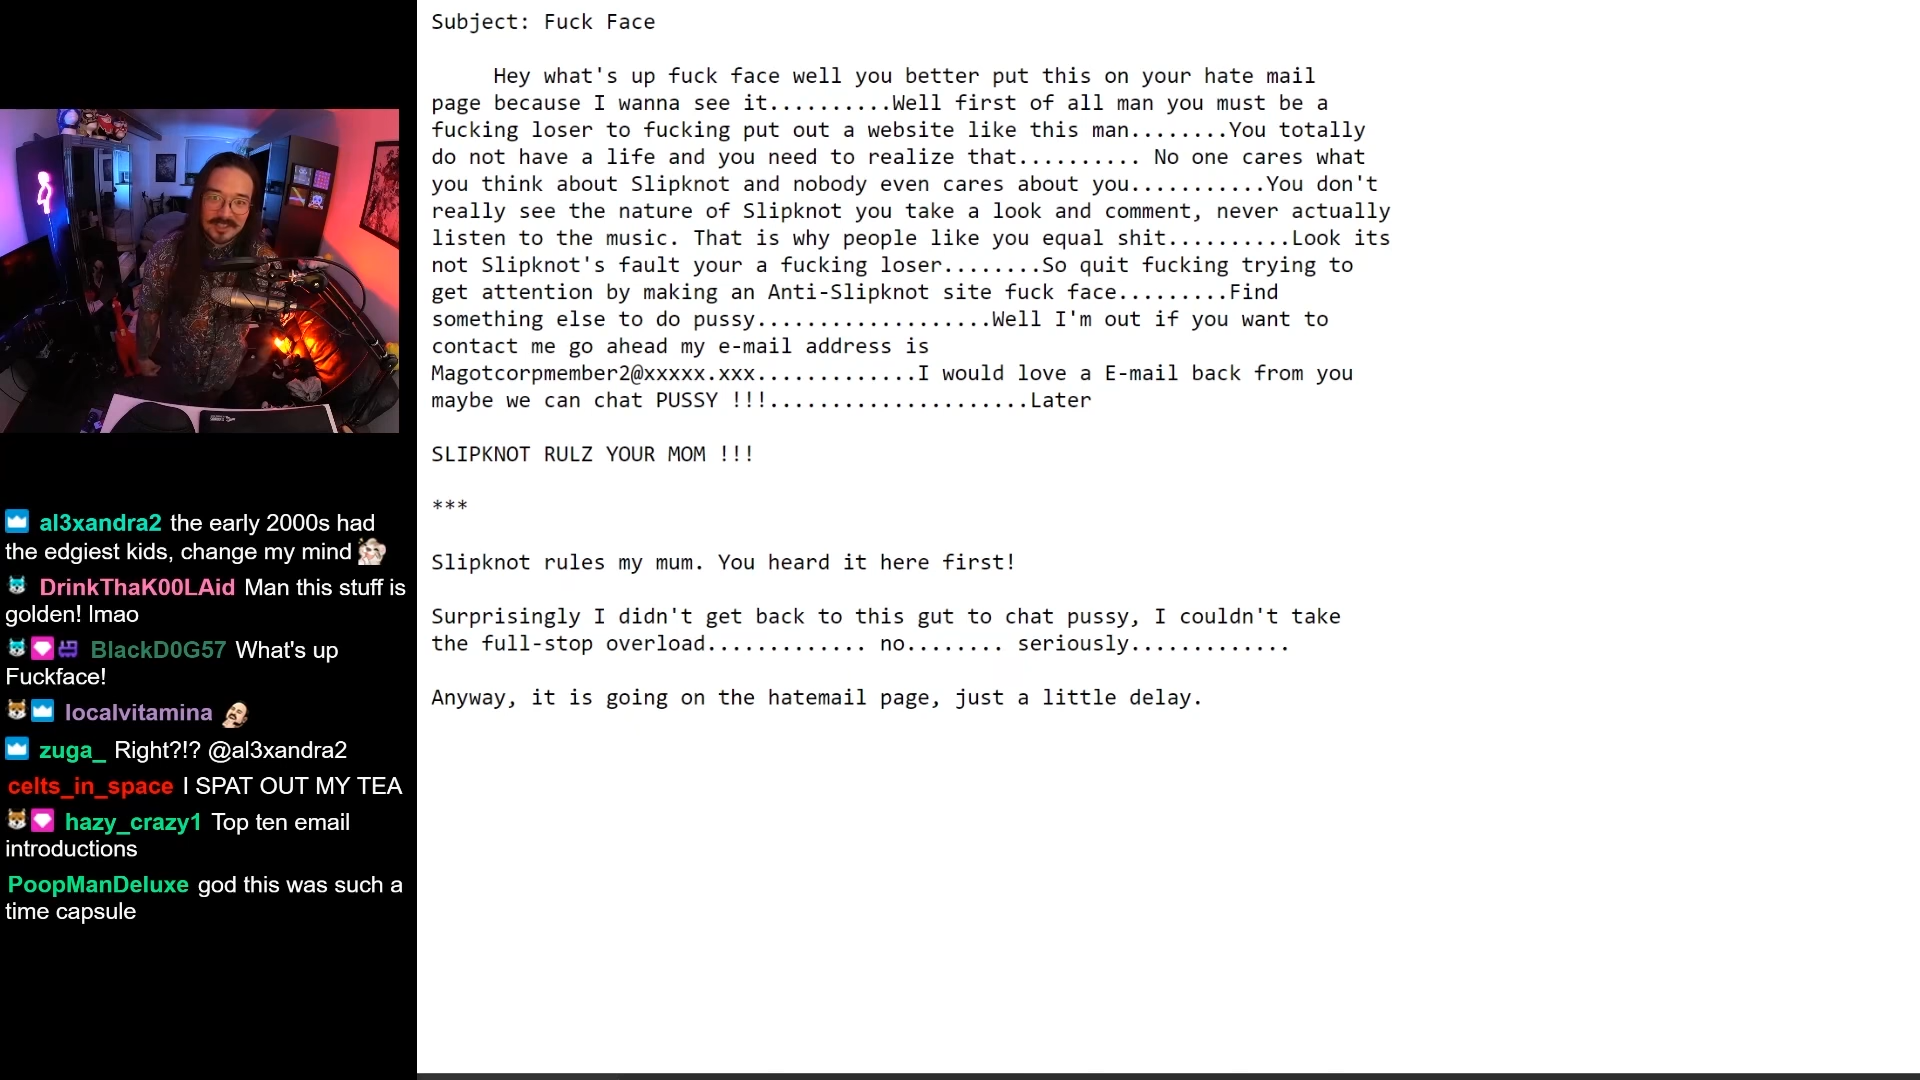 Subject: Fuck Face
Hey what's up fuck face well you better put this on your hate mail
page because I wanna see it..........Well first of all man you must be a
fucking loser to fucking put out a website like this man........You totally
do not have a life and you need to realize that.......... No one cares what
you think about Slipknot and nobody even cares about you...........You don't
really see the nature of Slipknot you take a look and comment, never actually
listen to the music. That is why people like you equal shit..........Look its
not Slipknot's fault your a fucking loser........So quit fucking trying to
get attention by making an Anti-Slipknot site fuck face.........Find
something else to do pussy...................Well I'm out if you want to
contact me go ahead my e-mail address is
Magotcorpmember2@xxxxx.xxx.............I would love a E-mail back from you
maybe we can chat PUSSY !!!.....................Later
SLIPKNOT RULZ YOUR MOM !!!
***
Slipknot rules my mum. You heard it here first!
Surprisingly I didn't get back to this gut to chat pussy, I couldn't take
the full-stop overload............. no........ seriously.............
Anyway, it is going on the hatemail page, just a little delay.
al3xandra2 the early 2000s had
the edgiest kids, change my mind
DrinkThaK00LAid Man this stuff is
golden! lmao
BlackD0G57 What's up
Fuckface!
localvitamina
zuga_ Right?!? @al3xandra2
celts_in_space I SPAT OUT MY TEA
hazy_crazy1 Top ten email
introductions
PoopManDeluxe god this was such a
time capsule